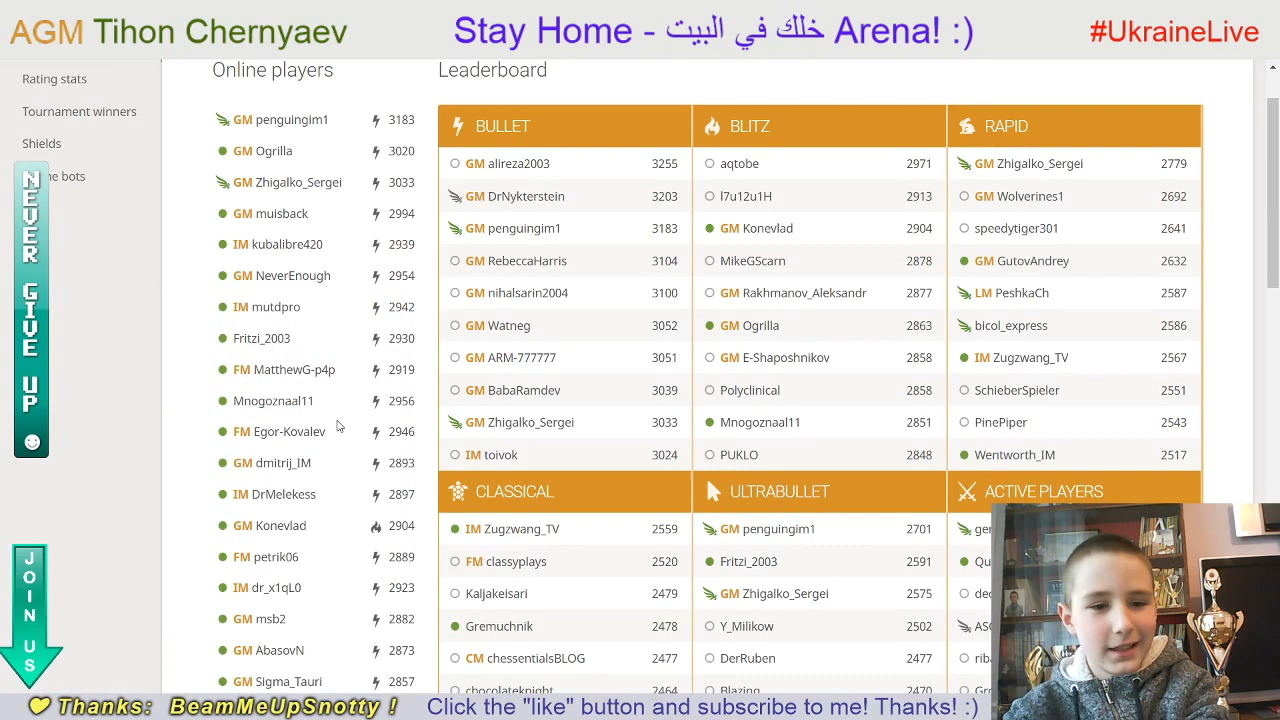 AGM Tihon Chernyaev
Stay Home - خلك في البيت Arena! :)
#UkraineLive
Rating stats
Tournament winners
Shields
ne bots
NEVER GIVE UP
JOIN US
Online players
GM penguingim1 3183
GM Ogrilla 3020
GM Zhigalko_Sergei 3033
GM muisback 2994
IM kubalibre420 2939
GM NeverEnough 2954
IM mutdpro 2942
Fritzi_2003 2930
FM MatthewG-p4p 2919
Mnogoznaal11 2956
FM Egor-Kovalev 2946
GM dmitrij_IM 2893
IM DrMelekess 2897
GM Konevlad 2904
FM petrik06 2889
IM dr_x1qL0 2923
GM msb2 2882
GM AbasovN 2873
GM Sigma_Tauri 2857
Leaderboard
BULLET
GM alireza2003 3255
GM DrNykterstein 3203
GM penguingim1 3183
GM RebeccaHarris 3104
GM nihalsarin2004 3100
GM Watneg 3052
GM ARM-777777 3051
GM BabaRamdev 3039
GM Zhigalko_Sergei 3033
IM toivok 3024
BLITZ
aqtobe 2971
l7u12u1H 2913
GM Konevlad 2904
MikeGScarn 2878
GM Rakhmanov_Aleksandr 2877
GM Ogrilla 2863
GM E-Shaposhnikov 2858
Polyclinical 2858
Mnogoznaal11 2851
PUKLO 2848
RAPID
GM Zhigalko_Sergei 2779
GM Wolverines1 2692
speedytiger301 2641
GM GutovAndrey 2632
LM PeshkaCh 2587
bicol_express 2586
IM Zugzwang_TV 2567
SchieberSpieler 2551
PinePiper 2543
Wentworth_IM 2517
CLASSICAL
IM Zugzwang_TV 2559
FM classyplays 2520
Kaljakeisari 2479
Gremuchnik 2478
CM chessentialsBLOG 2477
chocolateknight 2464
ULTRABULLET
GM penguingim1 2701
Fritzi_2003 2591
GM Zhigalko_Sergei 2575
Y_Milikow 2502
DerRuben 2477
Blazing 2470
ACTIVE PLAYERS
Thanks: BeamMeUpSnotty !
Click the "like" button and subscribe to me! Thanks! :)